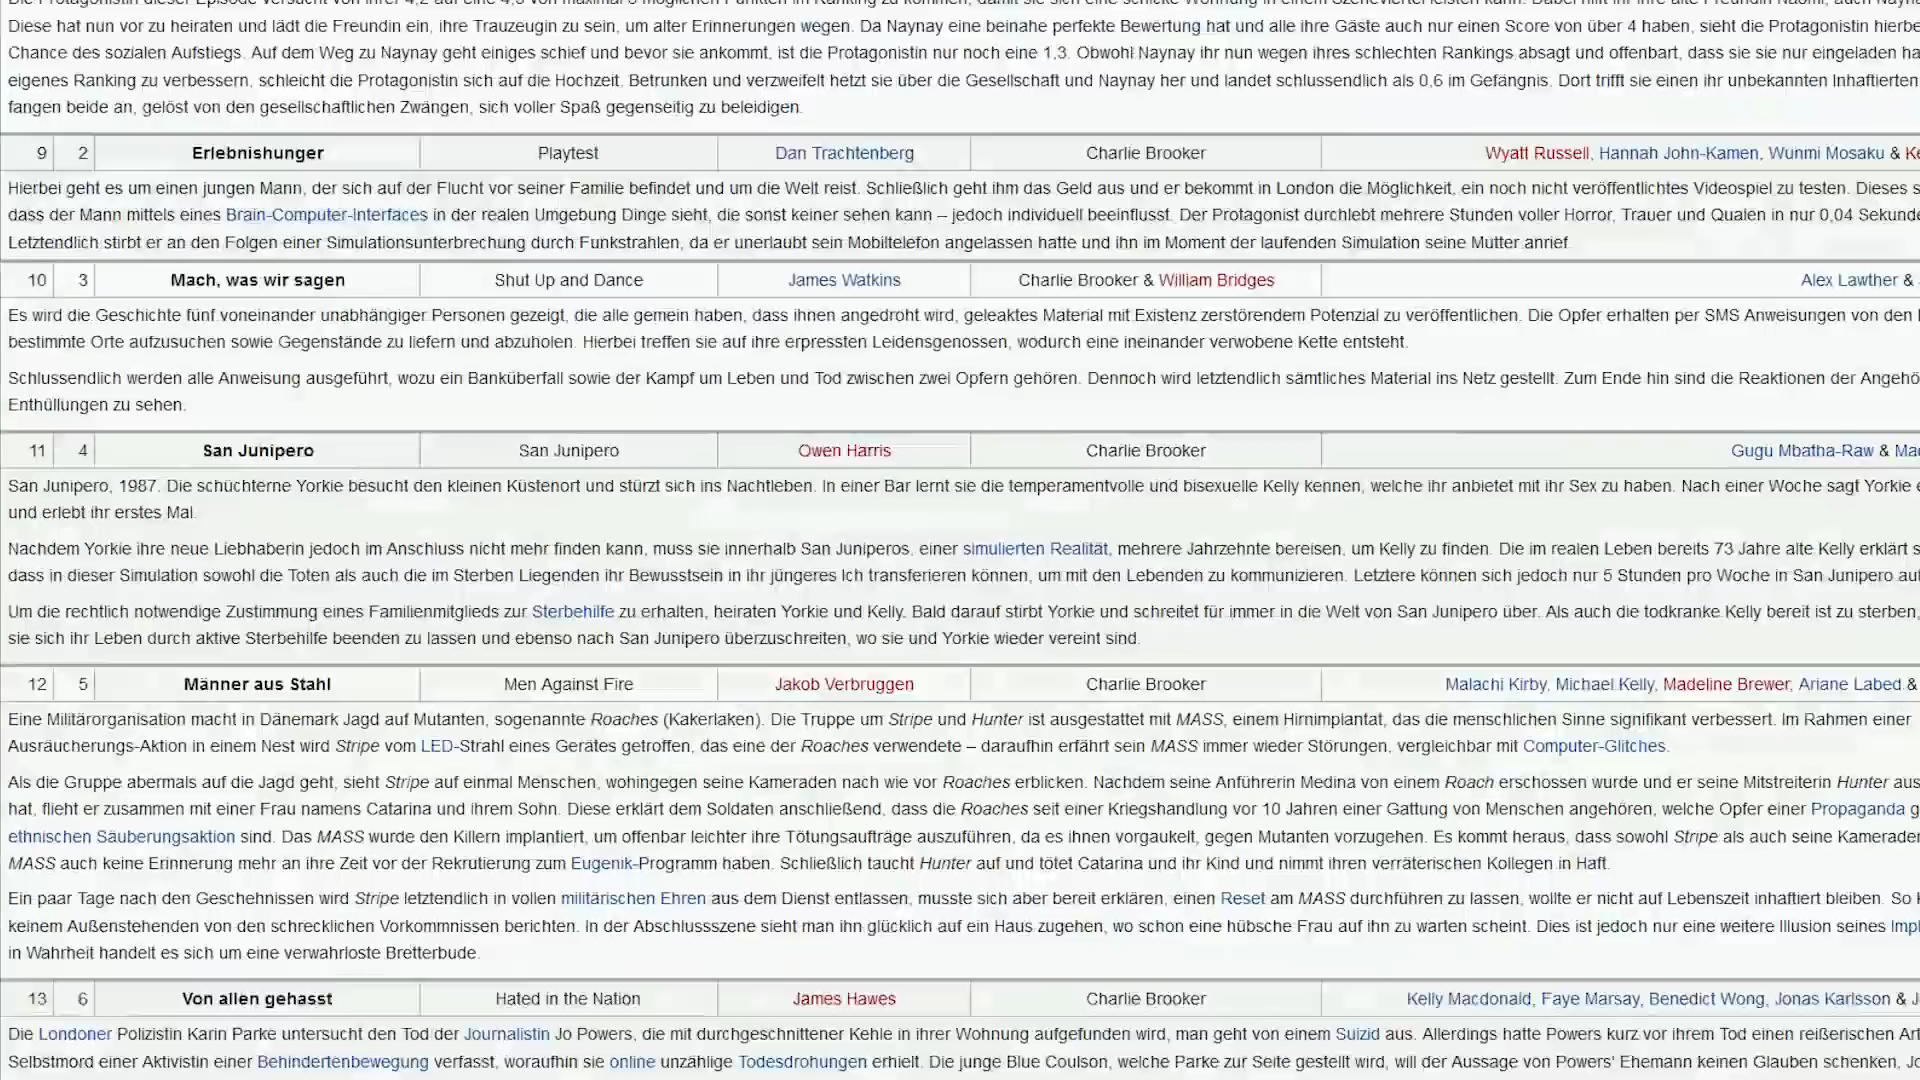 Diese hat nun vor zu heiraten und lädt die Freundin ein, ihre Trauzeugin zu sein, um alter Erinnerungen wegen. Da Naynay eine beinahe perfekte Bewertung hat und alle ihre Gäste auch nur einen Score von über 4 haben, sieht die Protagonistin hierbe
Chance des sozialen Aufstiegs. Auf dem Weg zu Naynay geht einiges schief und bevor sie ankommt, ist die Protagonistin nur noch eine 1,3. Obwohl Naynay ihr nun wegen ihres schlechten Rankings absagt und offenbart, dass sie sie nur eingeladen ha
eigenes Ranking zu verbessern, schleicht die Protagonistin sich auf die Hochzeit. Betrunken und verzweifelt hetzt sie über die Gesellschaft und Naynay her und landet schlussendlich als 0,6 im Gefängnis. Dort trifft sie einen ihr unbekannten Inhaftierten
fangen beide an, gelöst von den gesellschaftlichen Zwängen, sich voller Spaß gegenseitig zu beleidigen.
9 2 Erlebnishunger Playtest Dan Trachtenberg Charlie Brooker Wyatt Russell, Hannah John-Kamen, Wunmi Mosaku & Ke
Hierbei geht es um einen jungen Mann, der sich auf der Flucht vor seiner Familie befindet und um die Welt reist. Schließlich geht ihm das Geld aus und er bekommt in London die Möglichkeit, ein noch nicht veröffentlichtes Videospiel zu testen. Dieses s
dass der Mann mittels eines Brain-Computer-Interfaces in der realen Umgebung Dinge sieht, die sonst keiner sehen kann – jedoch individuell beeinflusst. Der Protagonist durchlebt mehrere Stunden voller Horror, Trauer und Qualen in nur 0,04 Sekunde
Letztendlich stirbt er an den Folgen einer Simulationsunterbrechung durch Funkstrahlen, da er unerlaubt sein Mobiltelefon angelassen hatte und ihn im Moment der laufenden Simulation seine Mutter anrief.
10 3 Mach, was wir sagen Shut Up and Dance James Watkins Charlie Brooker & William Bridges Alex Lawther &
Es wird die Geschichte fünf voneinander unabhängiger Personen gezeigt, die alle gemein haben, dass ihnen angedroht wird, geleaktes Material mit Existenz zerstörendem Potenzial zu veröffentlichen. Die Opfer erhalten per SMS Anweisungen von den
bestimmte Orte aufzusuchen sowie Gegenstände zu liefern und abzuholen. Hierbei treffen sie auf ihre erpressten Leidensgenossen, wodurch eine ineinander verwobene Kette entsteht.
Schlussendlich werden alle Anweisung ausgeführt, wozu ein Banküberfall sowie der Kampf um Leben und Tod zwischen zwei Opfern gehören. Dennoch wird letztendlich sämtliches Material ins Netz gestellt. Zum Ende hin sind die Reaktionen der Angehö
Enthüllungen zu sehen.
11 4 San Junipero San Junipero Owen Harris Charlie Brooker Gugu Mbatha-Raw & Mac
San Junipero, 1987. Die schüchterne Yorkie besucht den kleinen Küstenort und stürzt sich ins Nachtleben. In einer Bar lernt sie die temperamentvolle und bisexuelle Kelly kennen, welche ihr anbietet mit ihr Sex zu haben. Nach einer Woche sagt Yorkie e
und erlebt ihr erstes Mal.
Nachdem Yorkie ihre neue Liebhaberin jedoch im Anschluss nicht mehr finden kann, muss sie innerhalb San Juniperos, einer simulierten Realität, mehrere Jahrzehnte bereisen, um Kelly zu finden. Die im realen Leben bereits 73 Jahre alte Kelly erklärt s
dass in dieser Simulation sowohl die Toten als auch die im Sterben Liegenden ihr Bewusstsein in ihr jüngeres Ich transferieren können, um mit den Lebenden zu kommunizieren. Letztere können sich jedoch nur 5 Stunden pro Woche in San Junipero auf
Um die rechtlich notwendige Zustimmung eines Familienmitglieds zur Sterbehilfe zu erhalten, heiraten Yorkie und Kelly. Bald darauf stirbt Yorkie und schreitet für immer in die Welt von San Junipero über. Als auch die todkranke Kelly bereit ist zu sterben,
sie sich ihr Leben durch aktive Sterbehilfe beenden zu lassen und ebenso nach San Junipero überzuschreiten, wo sie und Yorkie wieder vereint sind.
12 5 Männer aus Stahl Men Against Fire Jakob Verbruggen Charlie Brooker Malachi Kirby, Michael Kelly, Madeline Brewer, Ariane Labed &
Eine Militärorganisation macht in Dänemark Jagd auf Mutanten, sogenannte Roaches (Kakerlaken). Die Truppe um Stripe und Hunter ist ausgestattet mit MASS, einem Hirnimplantat, das die menschlichen Sinne signifikant verbessert. Im Rahmen einer
Ausräucherungs-Aktion in einem Nest wird Stripe vom LED-Strahl eines Gerätes getroffen, das eine der Roaches verwendete – daraufhin erfährt sein MASS immer wieder Störungen, vergleichbar mit Computer-Glitches.
Als die Gruppe abermals auf die Jagd geht, sieht Stripe auf einmal Menschen, wohingegen seine Kameraden nach wie vor Roaches erblicken. Nachdem seine Anführerin Medina von einem Roach erschossen wurde und er seine Mitstreiterin Hunter aus
hat, flieht er zusammen mit einer Frau namens Catarina und ihrem Sohn. Diese erklärt dem Soldaten anschließend, dass die Roaches seit einer Kriegshandlung vor 10 Jahren einer Gattung von Menschen angehören, welche Opfer einer Propaganda g
ethnischen Säuberungsaktion sind. Das MASS wurde den Killern implantiert, um offenbar leichter ihre Tötungsaufträge auszuführen, da es ihnen vorgaukelt, gegen Mutanten vorzugehen. Es kommt heraus, dass sowohl Stripe als auch seine Kameraden
MASS auch keine Erinnerung mehr an ihre Zeit vor der Rekrutierung zum Eugenik-Programm haben. Schließlich taucht Hunter auf und tötet Catarina und ihr Kind und nimmt ihren verräterischen Kollegen in Haft.
Ein paar Tage nach den Geschehnissen wird Stripe letztendlich in vollen militärischen Ehren aus dem Dienst entlassen, musste sich aber bereit erklären, einen Reset am MASS durchführen zu lassen, wollte er nicht auf Lebenszeit inhaftiert bleiben. So
keinem Außenstehenden von den schrecklichen Vorkommnissen berichten. In der Abschlussszene sieht man ihn glücklich auf ein Haus zugehen, wo schon eine hübsche Frau auf ihn zu warten scheint. Dies ist jedoch nur eine weitere Illusion seines Impl
in Wahrheit handelt es sich um eine verwahrloste Bretterbude.
13 6 Von allen gehasst Hated in the Nation James Hawes Charlie Brooker Kelly Macdonald, Faye Marsay, Benedict Wong, Jonas Karlsson & J
Die Londoner Polizistin Karin Parke untersucht den Tod der Journalistin Jo Powers, die mit durchgeschnittener Kehle in ihrer Wohnung aufgefunden wird, man geht von einem Suizid aus. Allerdings hatte Powers kurz vor ihrem Tod einen reißerischen Art
Selbstmord einer Aktivistin einer Behindertenbewegung verfasst, woraufhin sie online unzählige Todesdrohungen erhielt. Die junge Blue Coulson, welche Parke zur Seite gestellt wird, will der Aussage von Powers' Ehemann keinen Glauben schenken, Jo